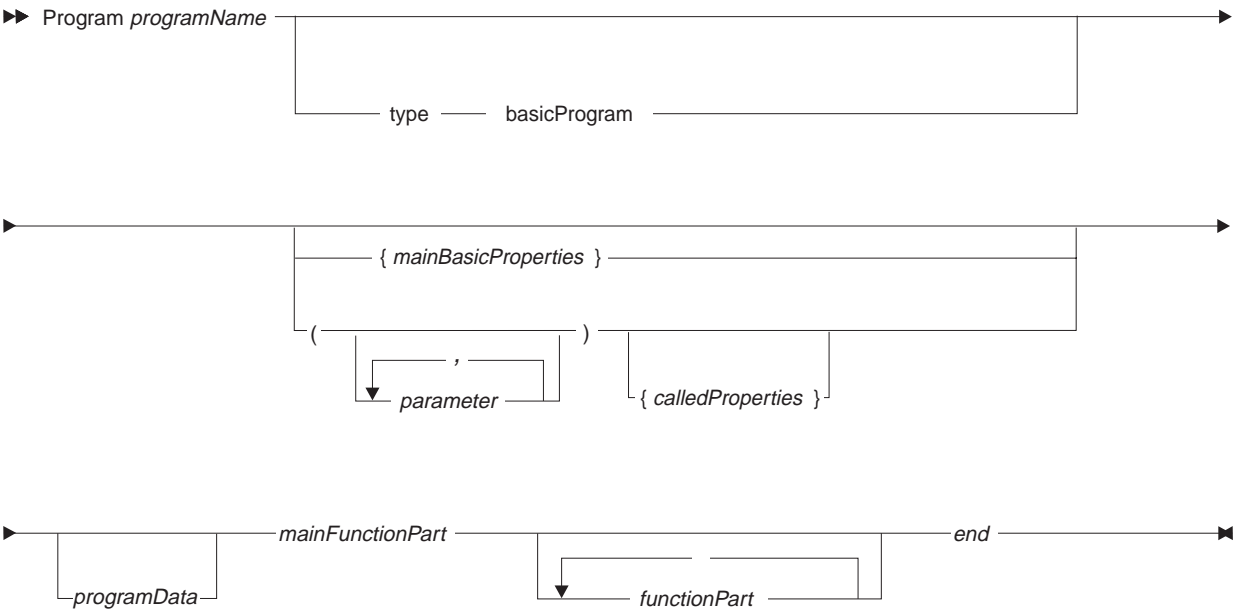 Program programName
type basicProgram
{ mainBasicProperties }
( )
,
parameter
{ calledProperties }
mainFunctionPart end
programData functionPart